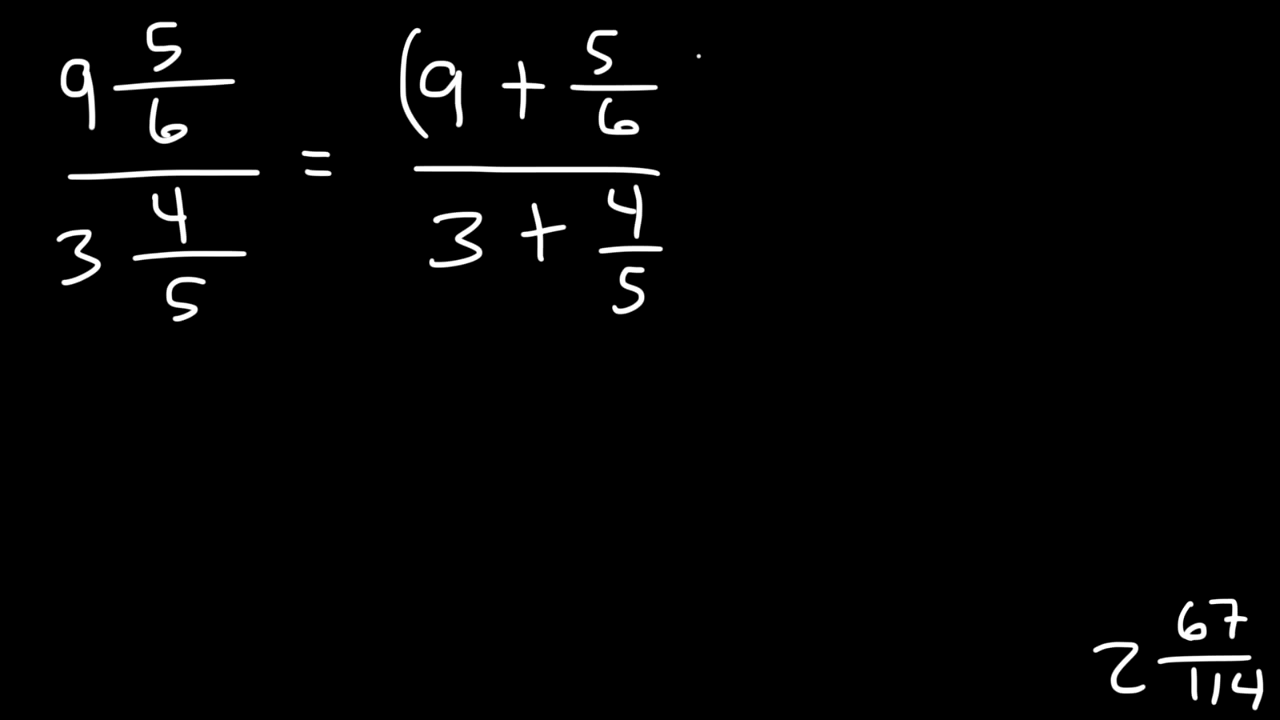 9 5/6 / 3 4/5 = (9 + 5/6 / 3 + 4/5
2 67/114